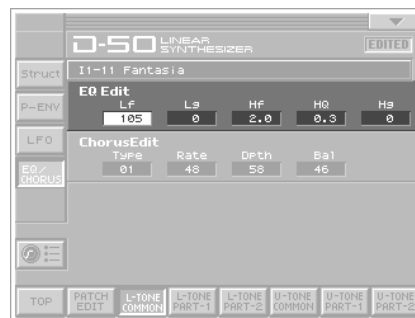 D-50 LINEAR SYNTHESIZER
EDITED
Struct
I1-11 Fantasia
P-ENV
EQ Edit
Lf Lg Hf HQ Hg
105 0 2.0 0.3 0
LFO
ChorusEdit
Type Rate Dpth Bal
01 48 58 46
EQ/
CHORUS
TOP
PATCH EDIT
L-TONE COMMON
L-TONE PART-1
L-TONE PART-2
U-TONE COMMON
U-TONE PART-1
U-TONE PART-2